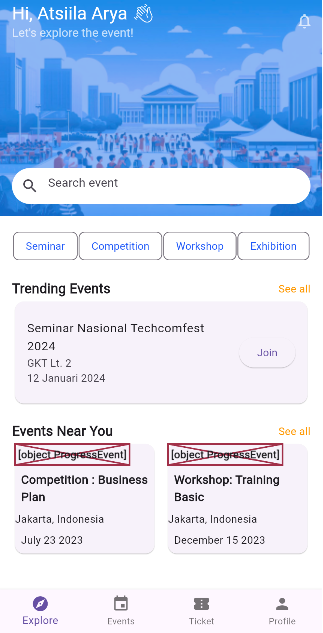 Hi, Atsiila Arya 👋
Let's explore the event!
Search event
Seminar
Competition
Workshop
Exhibition
Trending Events
See all
Seminar Nasional Techcomfest
2024
GKT Lt. 2
12 Januari 2024
Join
Events Near You
See all
[object ProgressEvent]
Competition : Business
Plan
Jakarta, Indonesia
July 23 2023
[object ProgressEvent]
Workshop: Training
Basic
Jakarta, Indonesia
December 15 2023
Explore
Events
Ticket
Profile